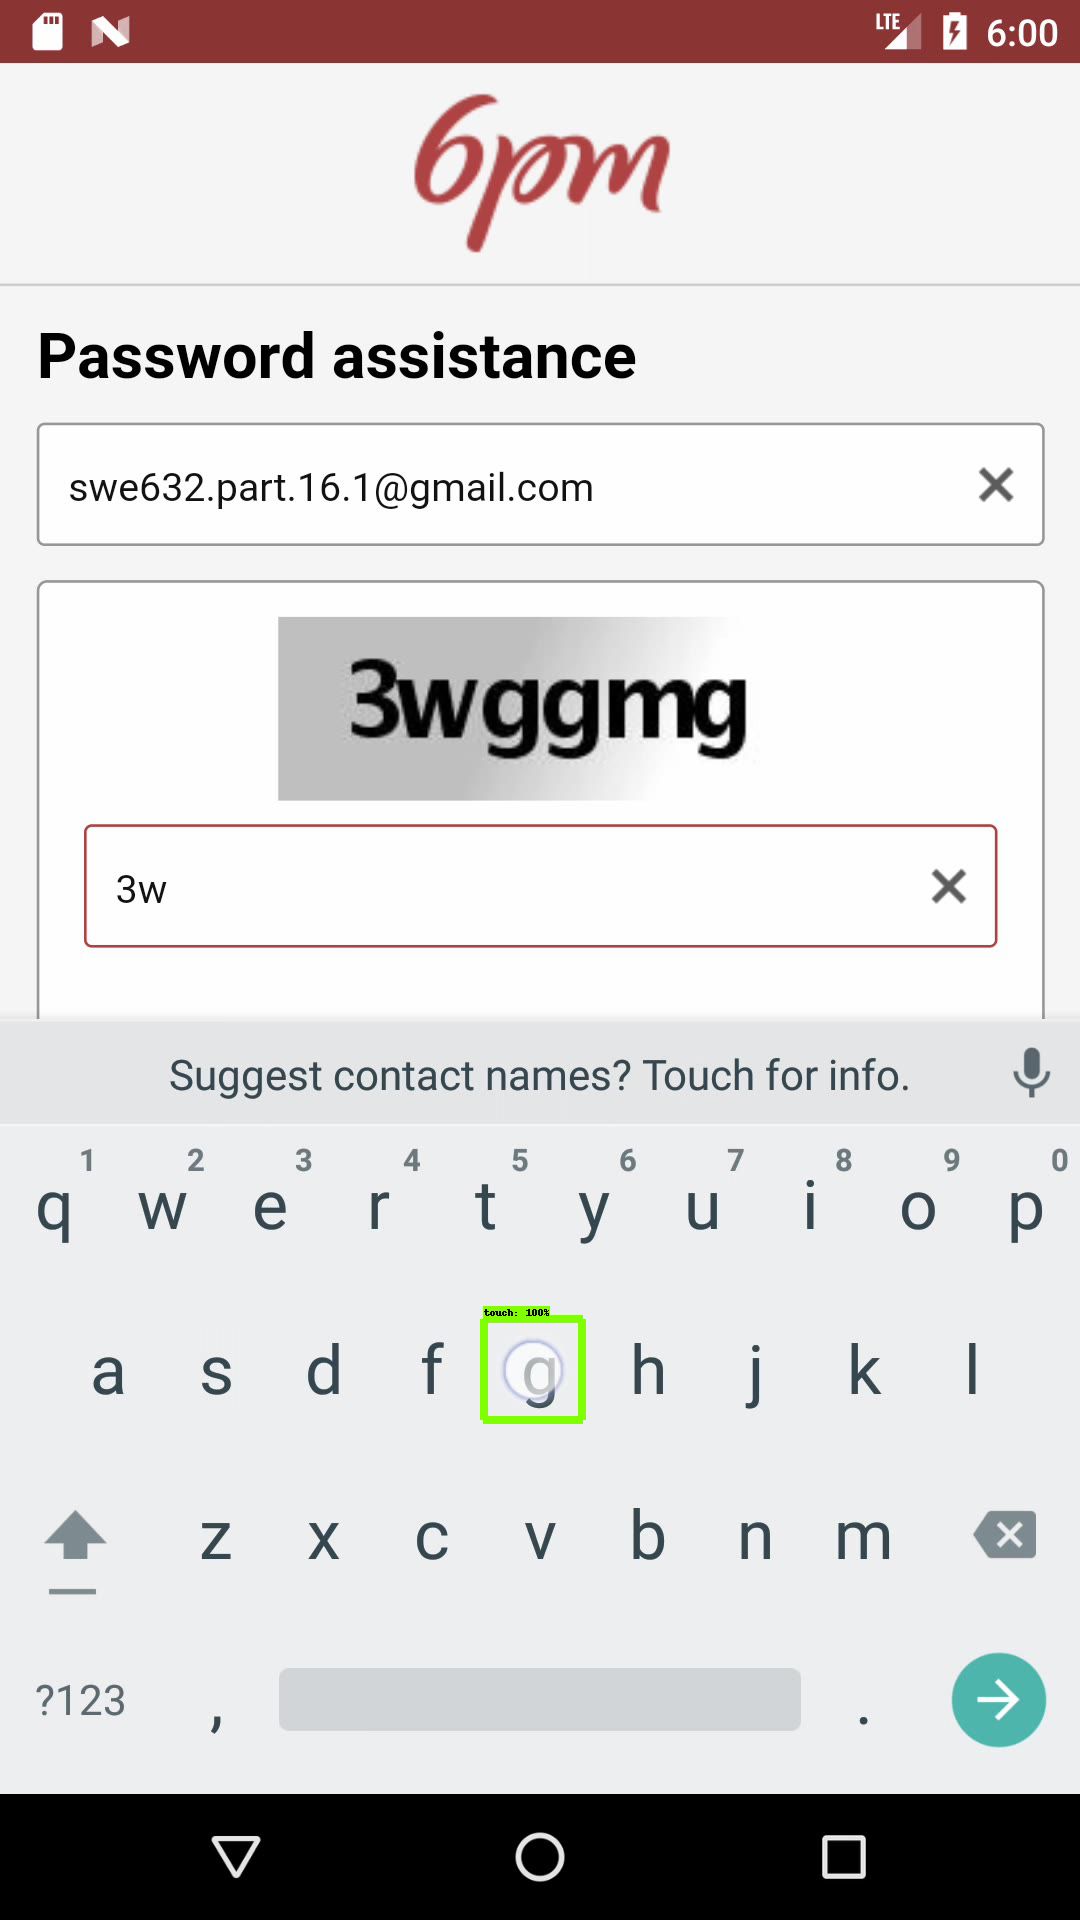 LTE 6:00
6pm
Password assistance
swe632.part.16.1@gmail.com
3wggmg
3w
Suggest contact names? Touch for info.
1 2 3 4 5 6 7 8 9 0
q w e r t y u i o p
touch: 100%
a s d f g h j k l
z x c v b n m
?123 , .